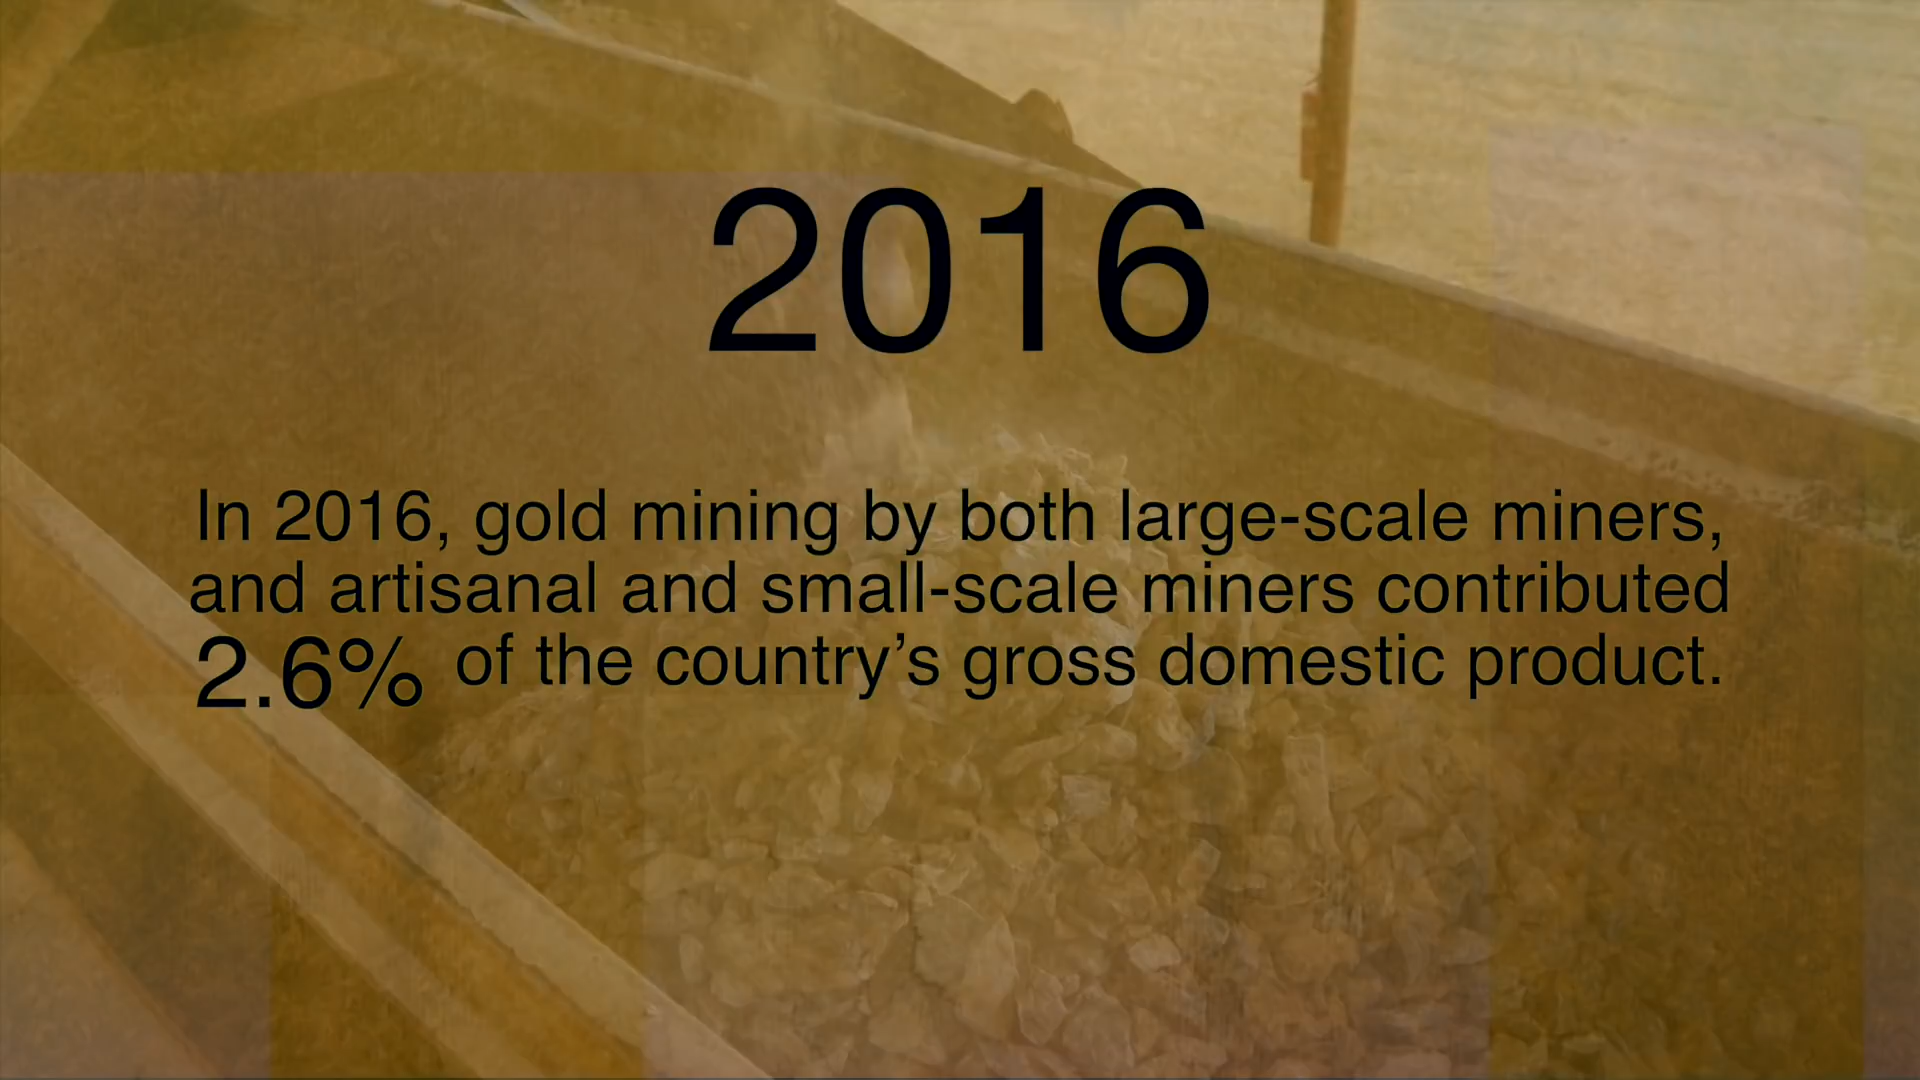 2016
In 2016, gold mining by both large-scale miners,
and artisanal and small-scale miners contributed
2.6% of the country’s gross domestic product.